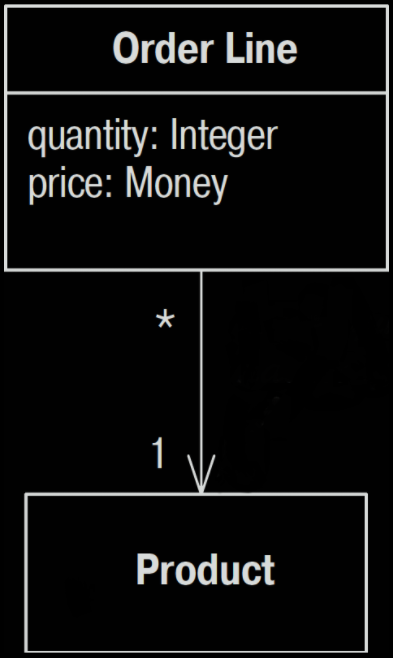 Order Line
quantity: Integer
price: Money
*
1
Product